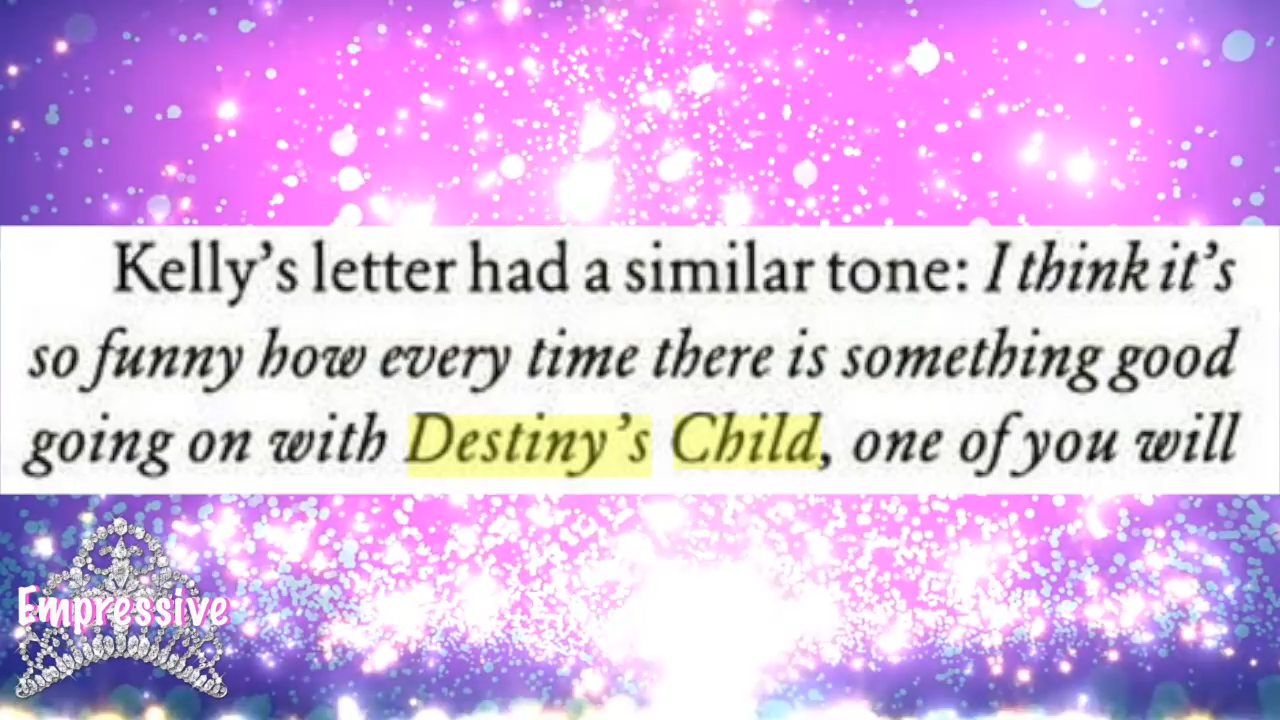 Kelly’s letter had a similar tone: I think it’s
so funny how every time there is something good
going on with Destiny’s Child, one of you will
Empressive